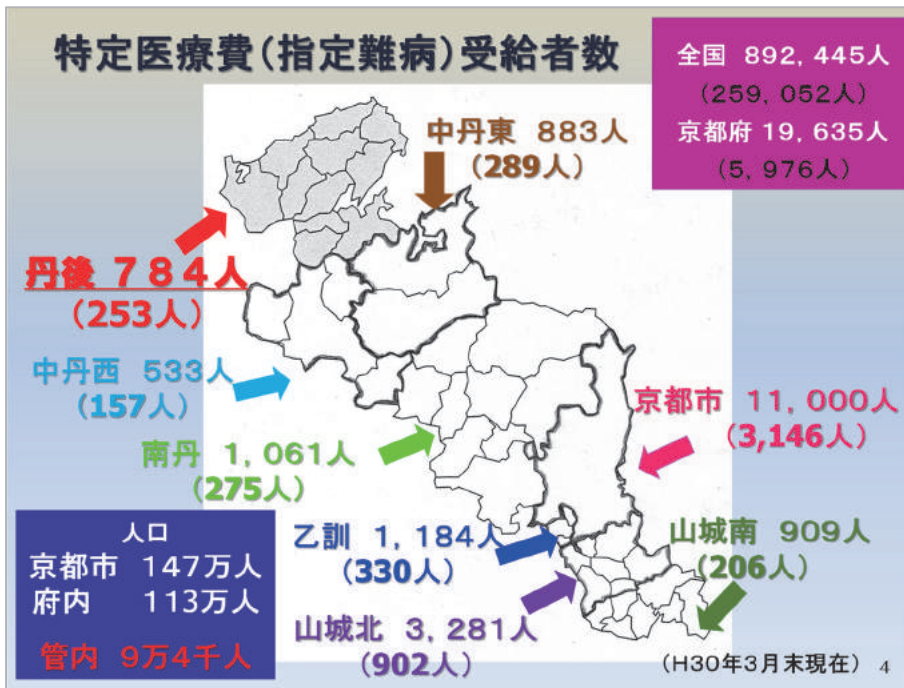 特定医療費(指定難病)受給者数
全国 892,445人
(259,052人)
京都府 19,635人
(5,976人)
中丹東 883人
(289人)
丹後 784人
(253人)
中丹西 533人
(157人)
京都市 11,000人
(3,146人)
南丹 1,061人
(275人)
乙訓 1,184人
(330人)
山城南 909人
(206人)
山城北 3,281人
(902人)
人口
京都市 147万人
府内 113万人
管内 9万4千人
(H30年3月末現在) 4